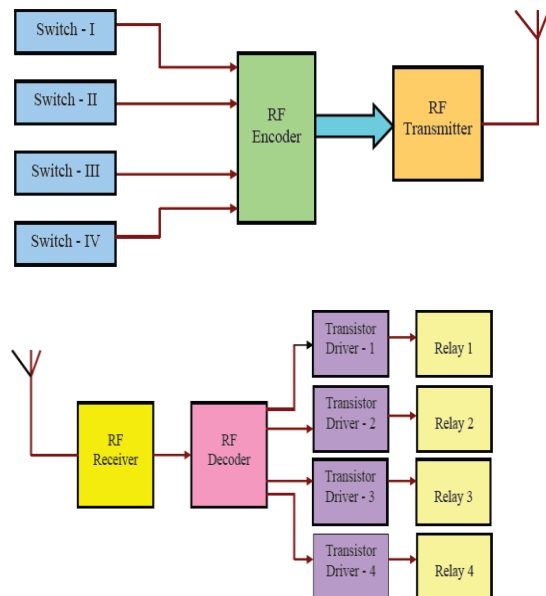 Switch - I
Switch - II
Switch - III
Switch - IV
RF
Encoder
RF
Transmitter
RF
Receiver
RF
Decoder
Transistor
Driver - 1
Relay 1
Transistor
Driver - 2
Relay 2
Transistor
Driver - 3
Relay 3
Transistor
Driver - 4
Relay 4